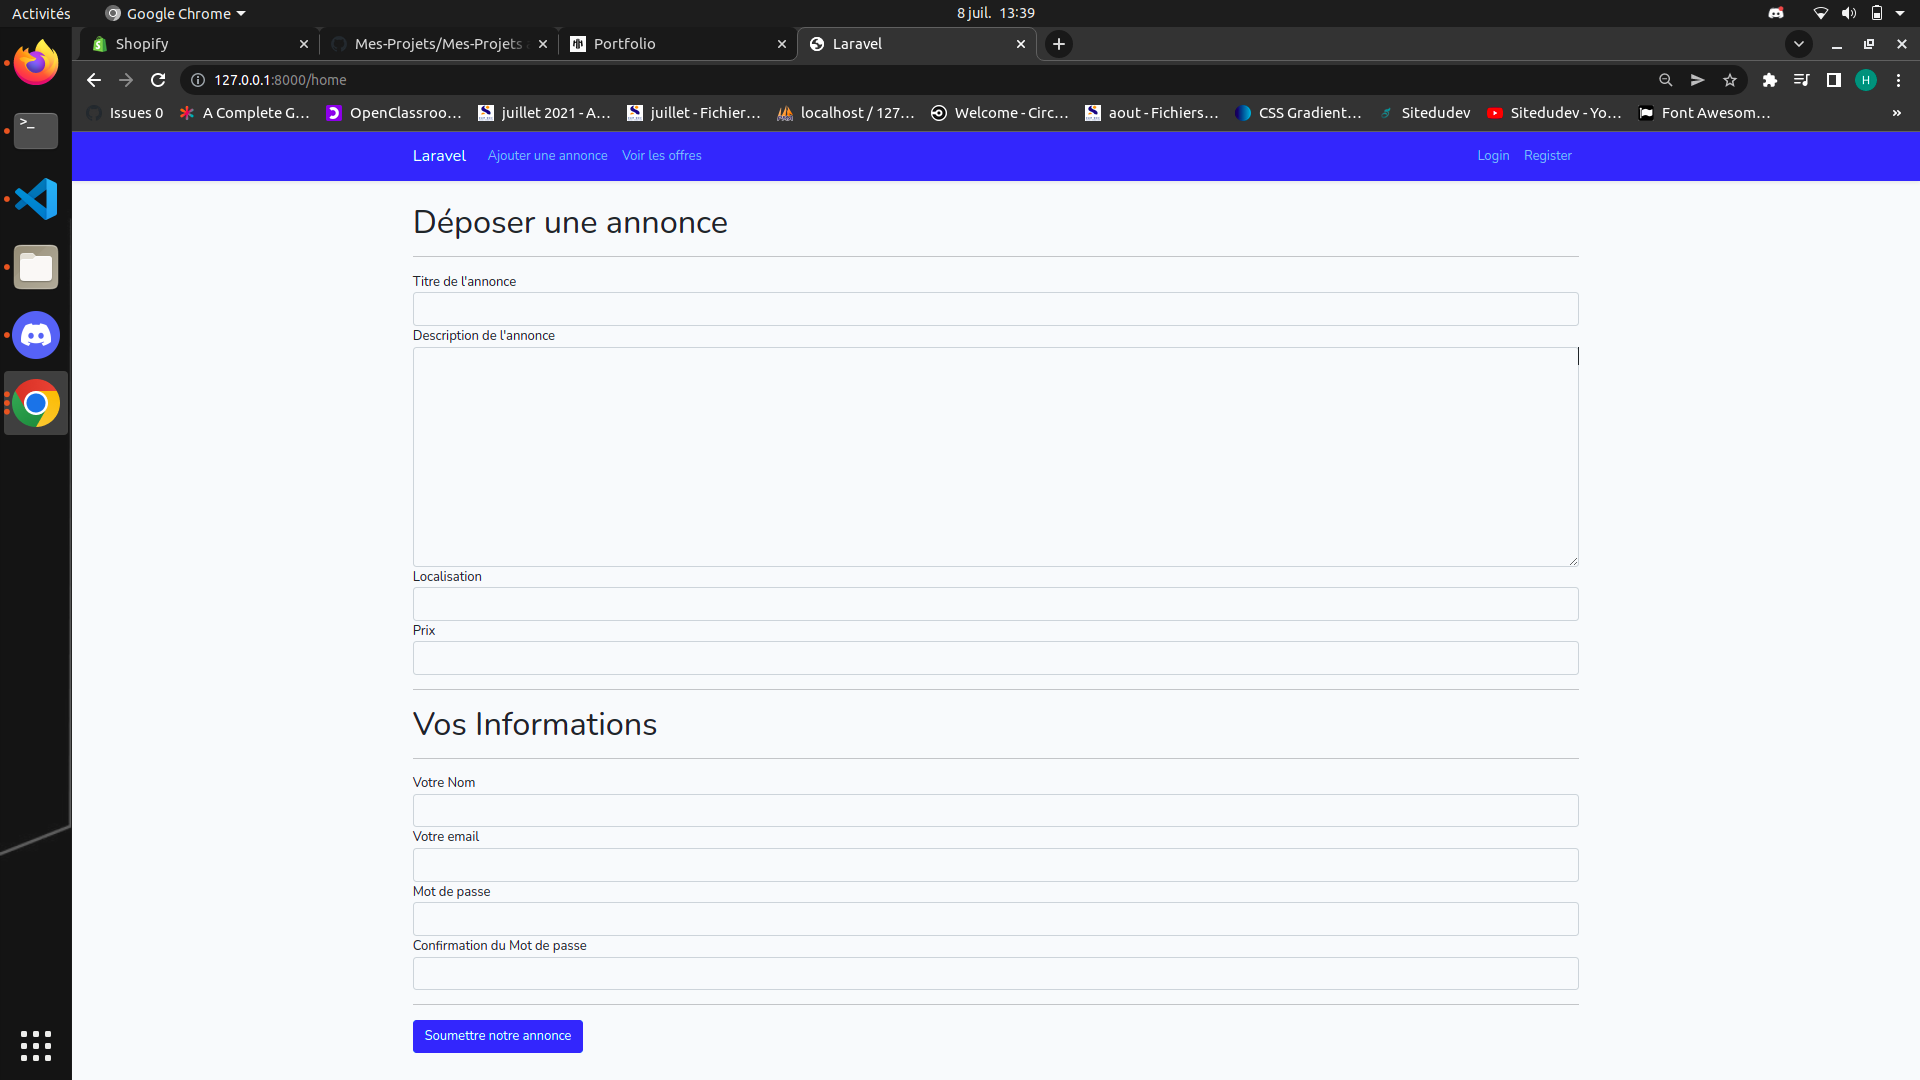 Activités Google Chrome 8 juil. 13:39
Shopify Mes-Projets/Mes-Projets Portfolio Laravel
127.0.0.1:8000/home H
Issues 0 A Complete G… OpenClassroo… juillet 2021 - A… juillet - Fichier… localhost / 127… Welcome - Circ… aout - Fichiers… CSS Gradient… Sitedudev Sitedudev - Yo… Font Awesom… »
Laravel Ajouter une annonce Voir les offres Login Register
Déposer une annonce
Titre de l'annonce
Description de l'annonce
Localisation
Prix
Vos Informations
Votre Nom
Votre email
Mot de passe
Confirmation du Mot de passe
Soumettre notre annonce